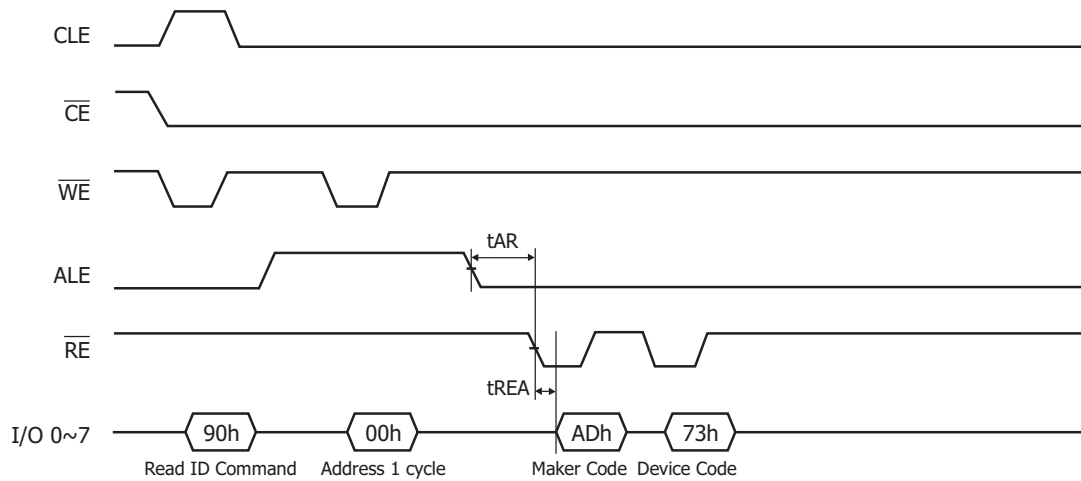 CLE
CE
WE
tAR
ALE
RE
tREA
I/O 0~7 90h 00h ADh 73h
Read ID Command Address 1 cycle Maker Code Device Code